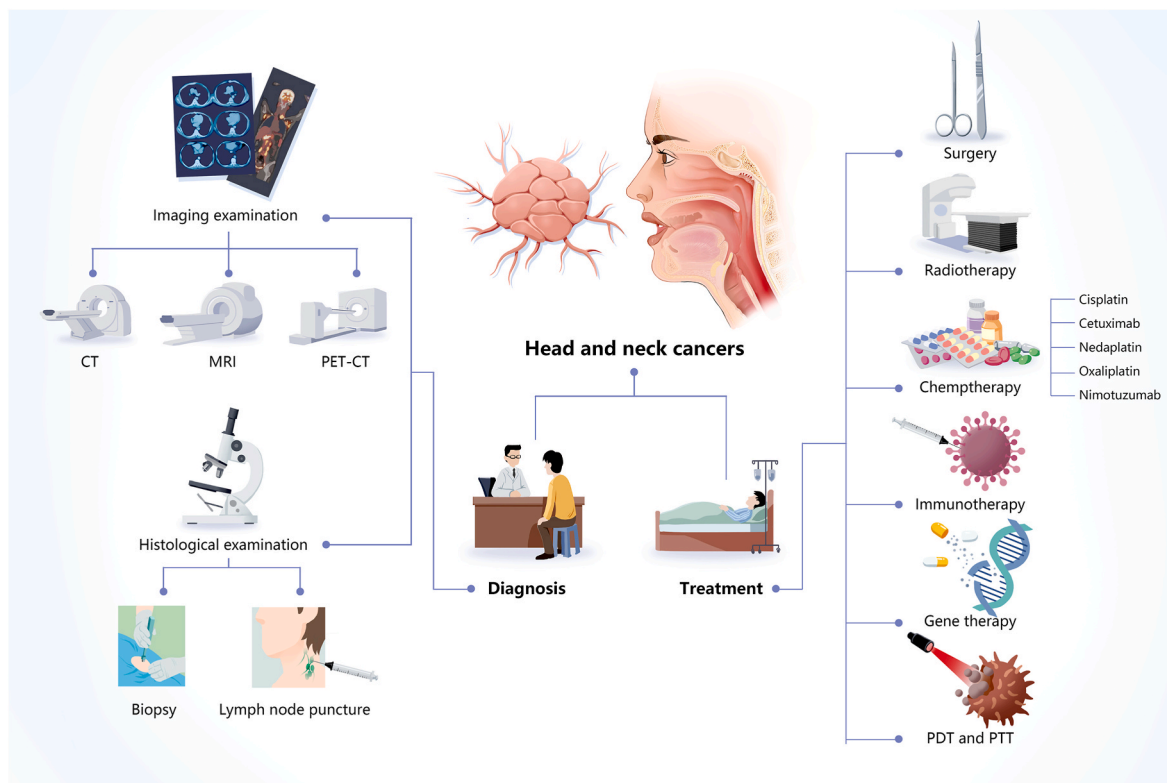 Imaging examination
CT
MRI
PET-CT
Histological examination
Biopsy
Lymph node puncture
Head and neck cancers
Diagnosis
Treatment
Surgery
Radiotherapy
Chemptherapy
Cisplatin
Cetuximab
Nedaplatin
Oxaliplatin
Nimotuzumab
Immunotherapy
Gene therapy
PDT and PTT